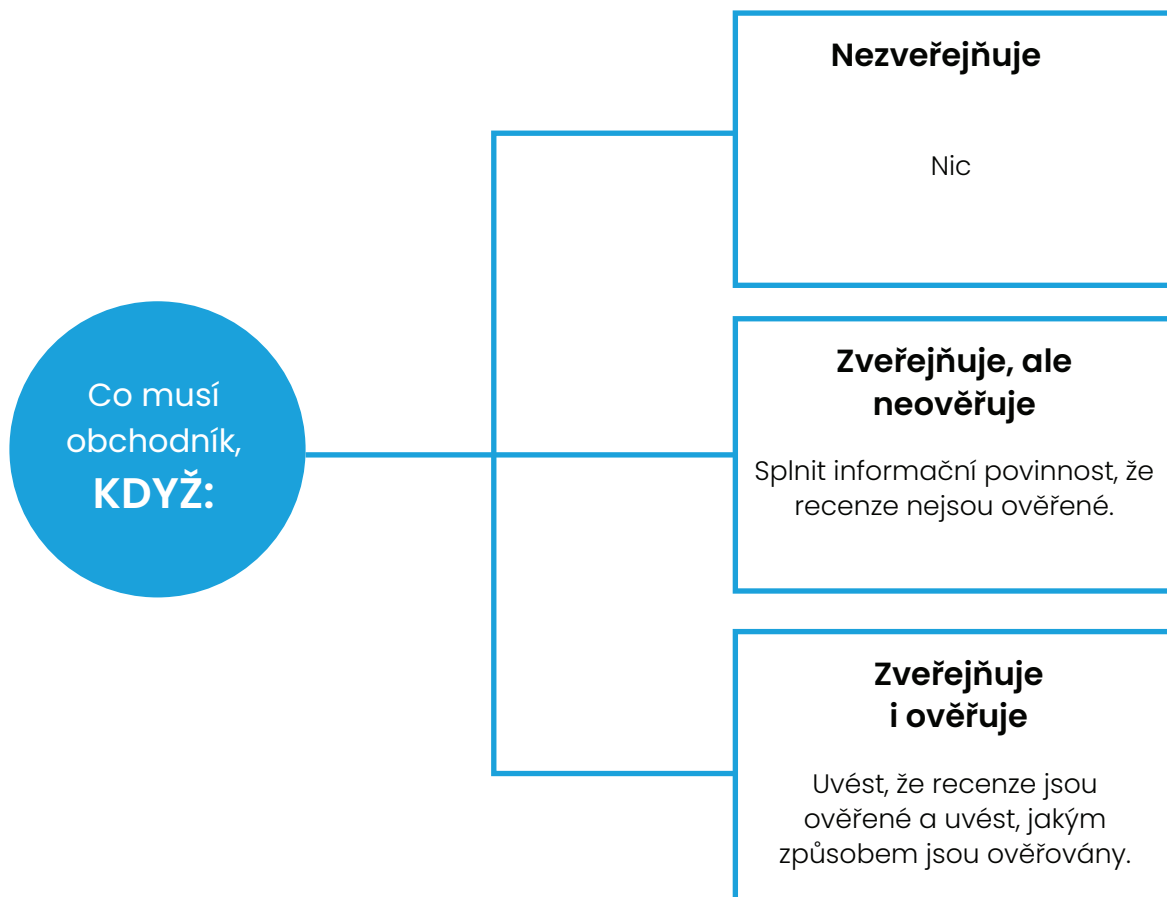 Co musí
obchodník,
KDYŽ:
Nezveřejňuje
Nic
Zveřejňuje, ale
neověřuje
Splnit informační povinnost, že
recenze nejsou ověřené.
Zveřejňuje
i ověřuje
Uvést, že recenze jsou
ověřené a uvést, jakým
způsobem jsou ověřovány.